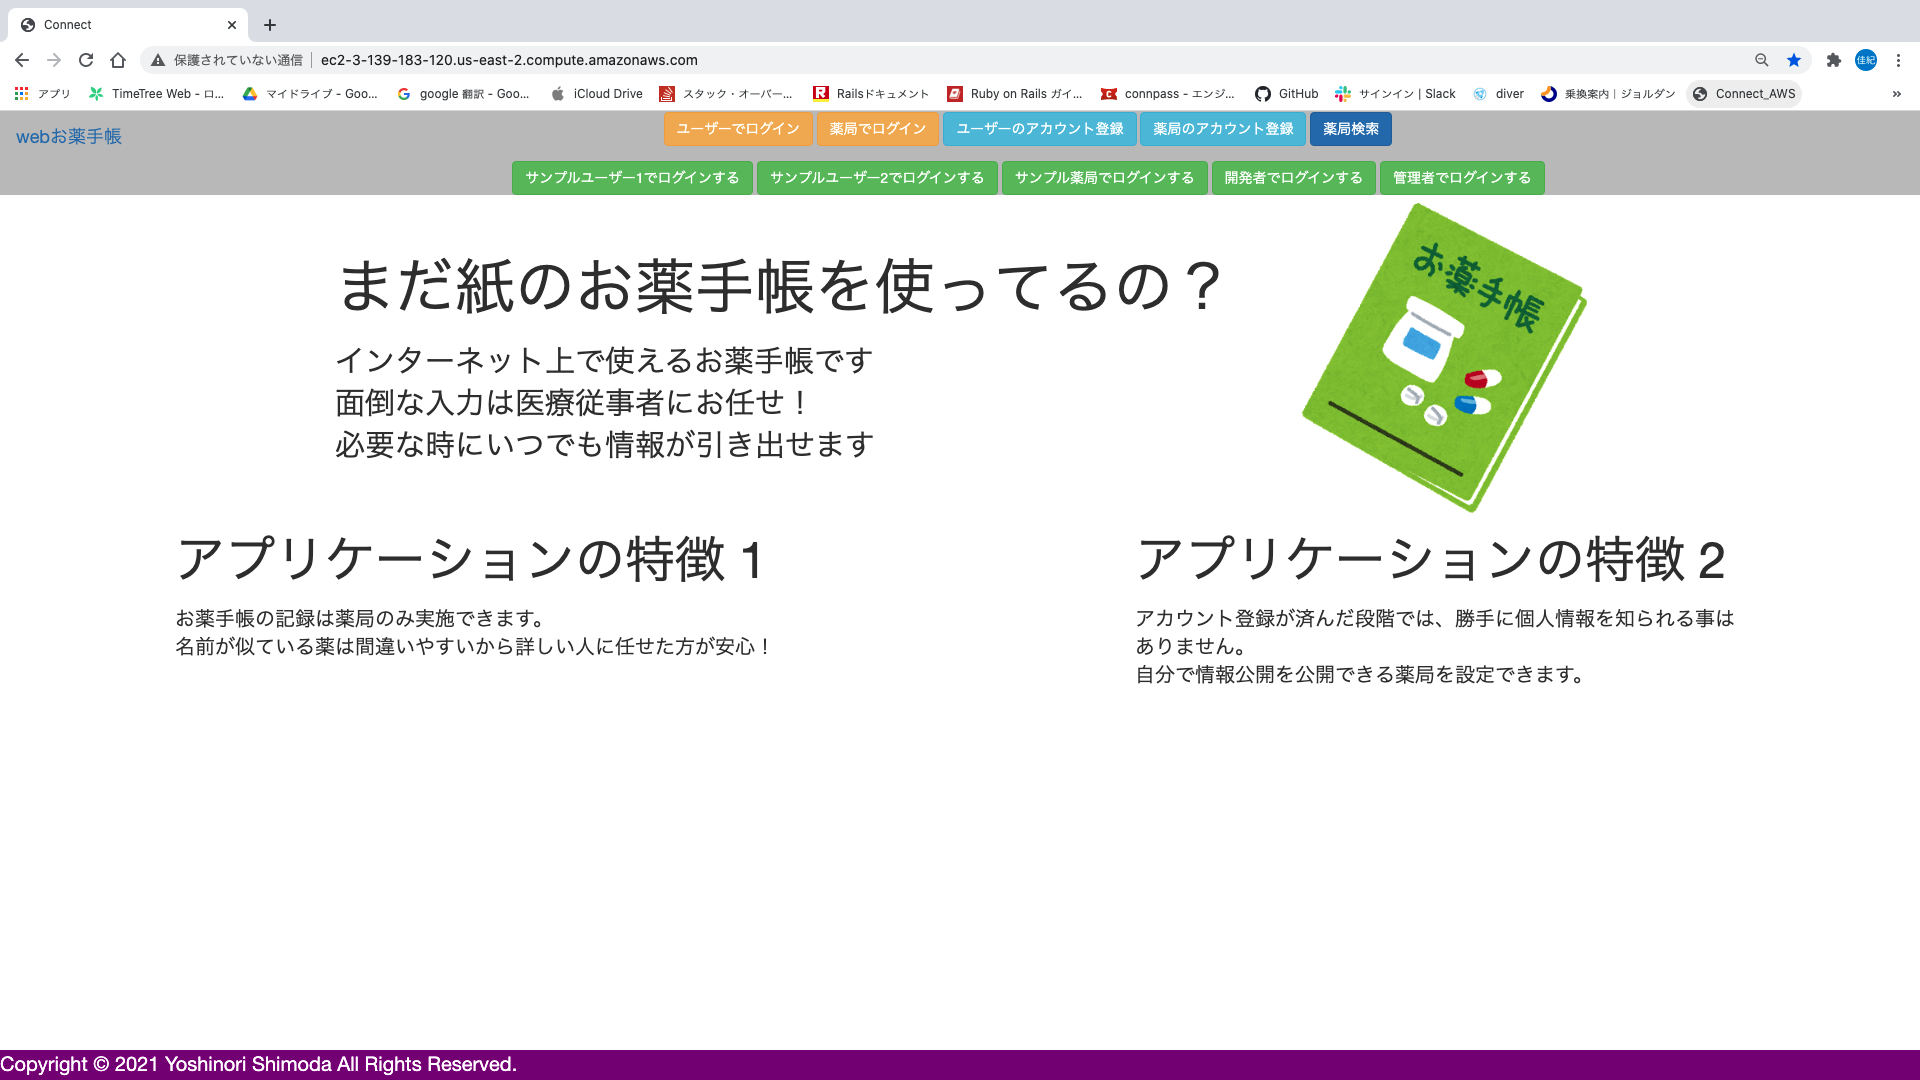 Connect
保護されていない通信 ec2-3-139-183-120.us-east-2.compute.amazonaws.com 佳紀
アプリ TimeTree Web - ロ... マイドライブ - Goo... google 翻訳 - Goo... iCloud Drive スタック・オーバー... Railsドキュメント Ruby on Rails ガイ... connpass - エンジ... GitHub サインイン | Slack diver 乗換案内｜ジョルダン Connect_AWS »
webお薬手帳 ユーザーでログイン 薬局でログイン ユーザーのアカウント登録 薬局のアカウント登録 薬局検索
サンプルユーザー1でログインする サンプルユーザー2でログインする サンプル薬局でログインする 開発者でログインする 管理者でログインする
まだ紙のお薬手帳を使ってるの？
お薬手帳
インターネット上で使えるお薬手帳です
面倒な入力は医療従事者にお任せ！
必要な時にいつでも情報が引き出せます
アプリケーションの特徴 1
お薬手帳の記録は薬局のみ実施できます。
名前が似ている薬は間違いやすいから詳しい人に任せた方が安心！
アプリケーションの特徴 2
アカウント登録が済んだ段階では、勝手に個人情報を知られる事は
ありません。
自分で情報公開を公開できる薬局を設定できます。
Copyright © 2021 Yoshinori Shimoda All Rights Reserved.